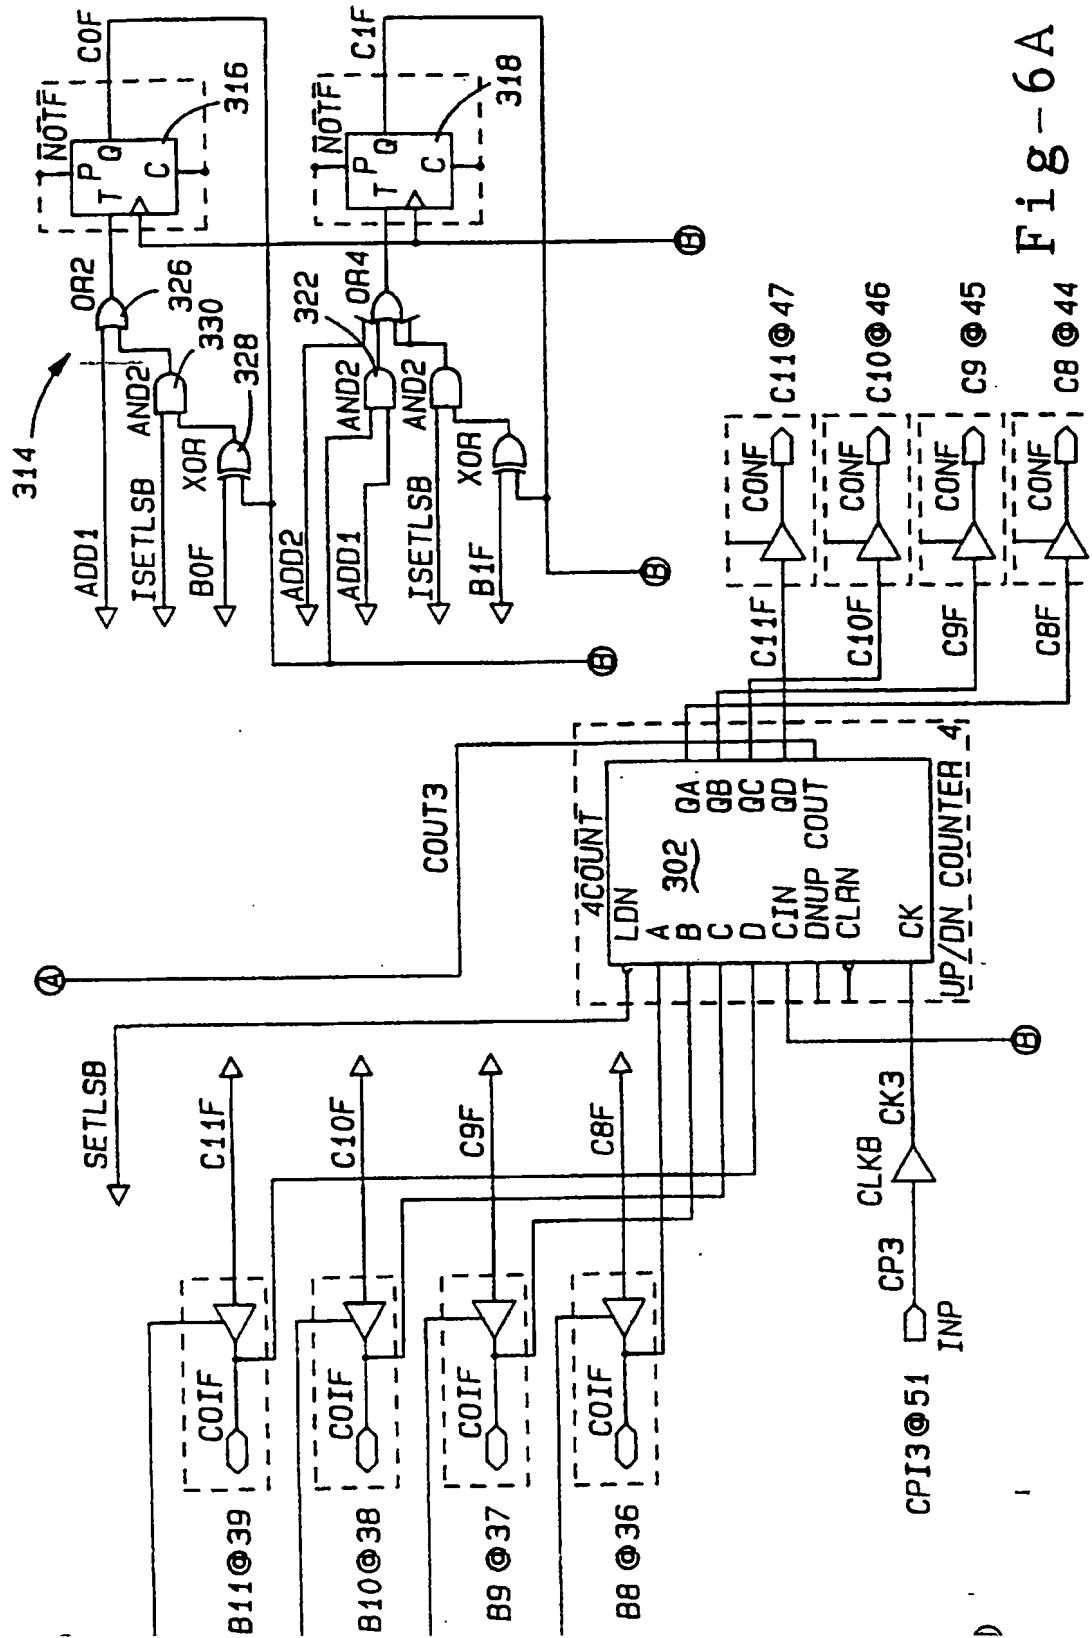 314
ADD1
OR2
326
AND2
330
ISETLSB
XOR
328
B0F
NOTF
P
T
Q
C
316
C0F
ADD2
322
OR4
ADD1
AND2
ISETLSB
AND2
XOR
B1F
NOTF
P
T
Q
C
318
C1F
B
B
B
A
COUT3
SETLSB
C11F
C10F
C9F
C8F
COIF
COIF
COIF
COIF
B11@39
B10@38
B9@37
B8@36
4COUNT
LDN
A
B
C
D
CIN
DNUP
CLRN
CK
302
QA
QB
QC
QD
COUT
UP/DN COUNTER 4
C11F
CONF
C11@47
C10F
CONF
C10@46
C9F
CONF
C9@45
C8F
CONF
C8@44
B
CPI3@51
INP
CP3
CLKB
CK3
Fig-6A